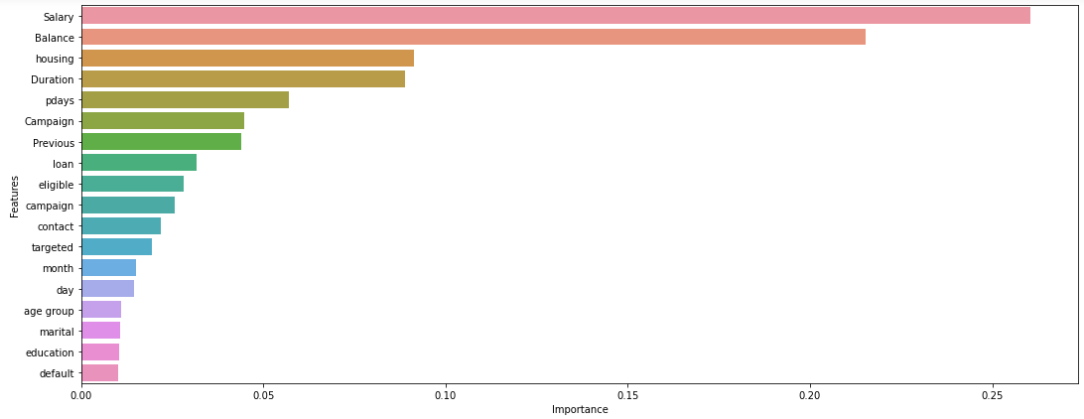 Salary
Balance
housing
Duration
pdays
Campaign
Previous
loan
eligible
campaign
contact
targeted
month
day
age group
marital
education
default
Features
0.00 0.05 0.10 0.15 0.20 0.25
Importance